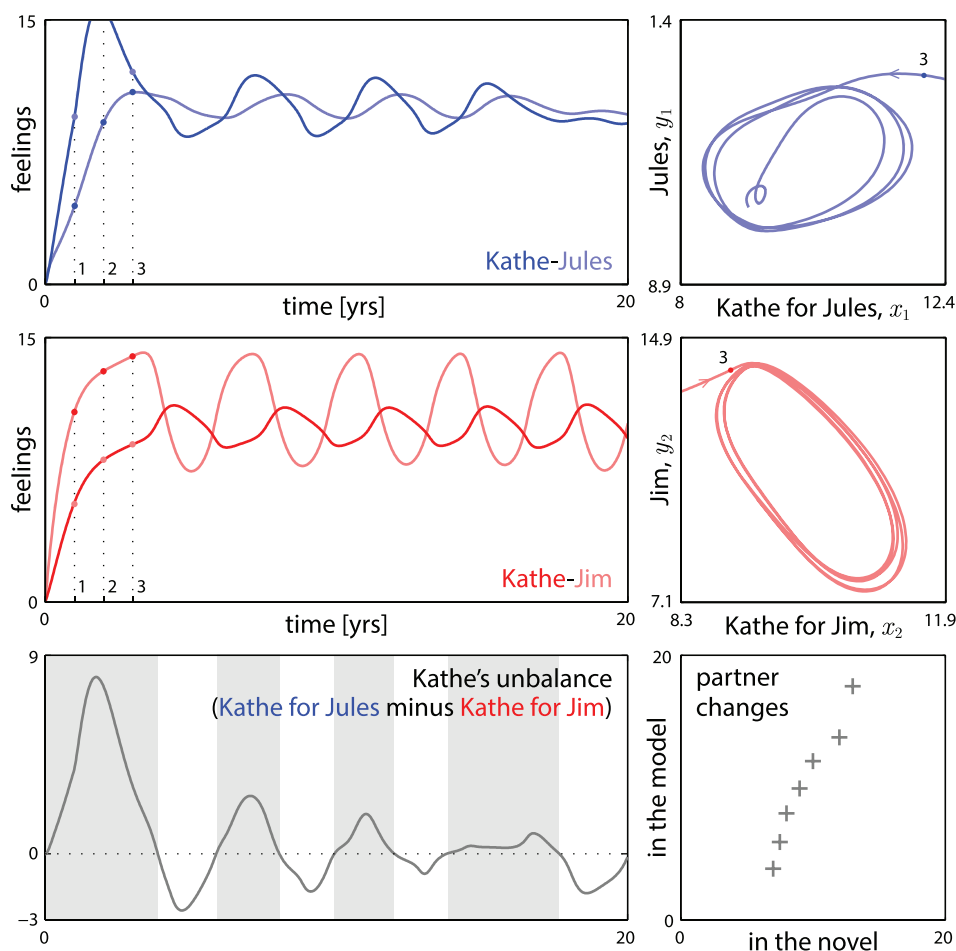 15
feelings
0
1
2
3
Kathe-Jules
0
time [yrs]
20
1.4
Jules, y₁
3
8.9
8
Kathe for Jules, x₁
12.4
15
feelings
0
1
2
3
Kathe-Jim
0
time [yrs]
20
14.9
Jim, y₂
3
7.1
8.3
Kathe for Jim, x₂
11.9
9
0
−3
Kathe's unbalance
(Kathe for Jules minus Kathe for Jim)
0
20
20
partner
changes
in the model
0
0
in the novel
20